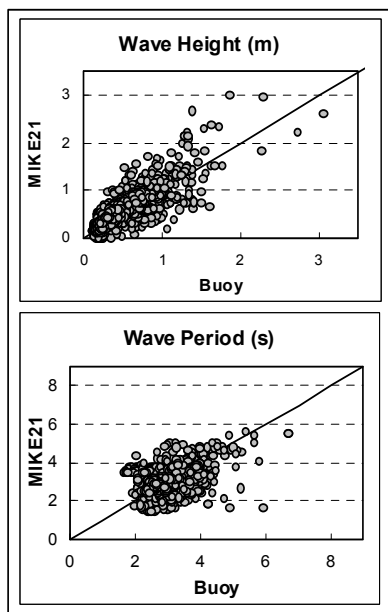 Wave Height (m)
3
2
1
0
MIKE21
0 1 2 3
Buoy
Wave Period (s)
8
6
4
2
0
MIKE21
0 2 4 6 8
Buoy